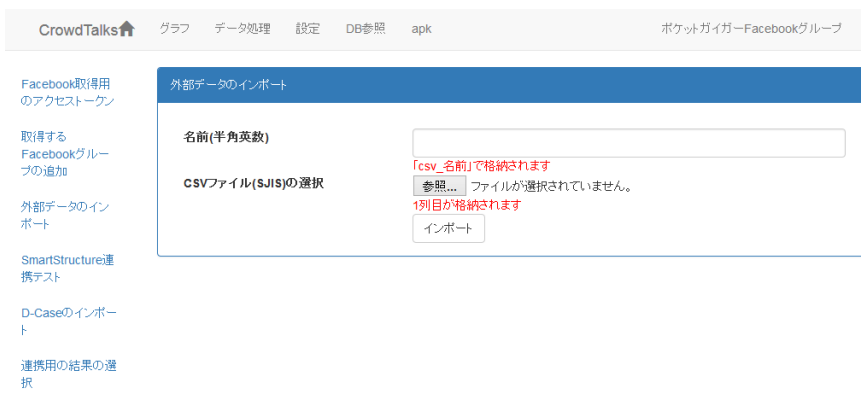 CrowdTalks グラフ データ処理 設定 DB参照 apk ポケットガイガーFacebookグループ
Facebook取得用
のアクセストークン
取得する
Facebookグルー
プの追加
外部データのイン
ポート
SmartStructure連
携テスト
D-Caseのインポー
ト
連携用の結果の選
択
外部データのインポート
名前(半角英数)
「csv_名前」で格納されます
CSVファイル(SJIS)の選択
参照... ファイルが選択されていません。
1列目が格納されます
インポート